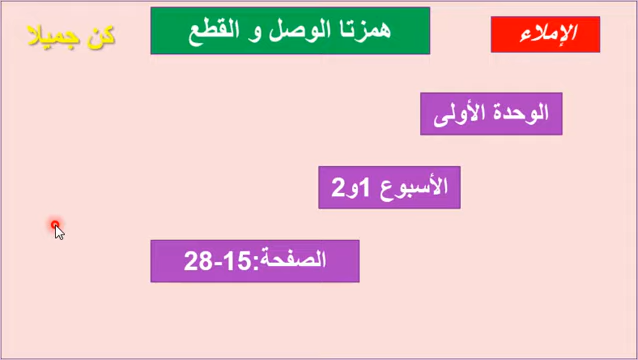 الإملاء
همزتا الوصل و القطع
كن جميلا
الوحدة الأولى
الأسبوع 1و2
الصفحة:15-28